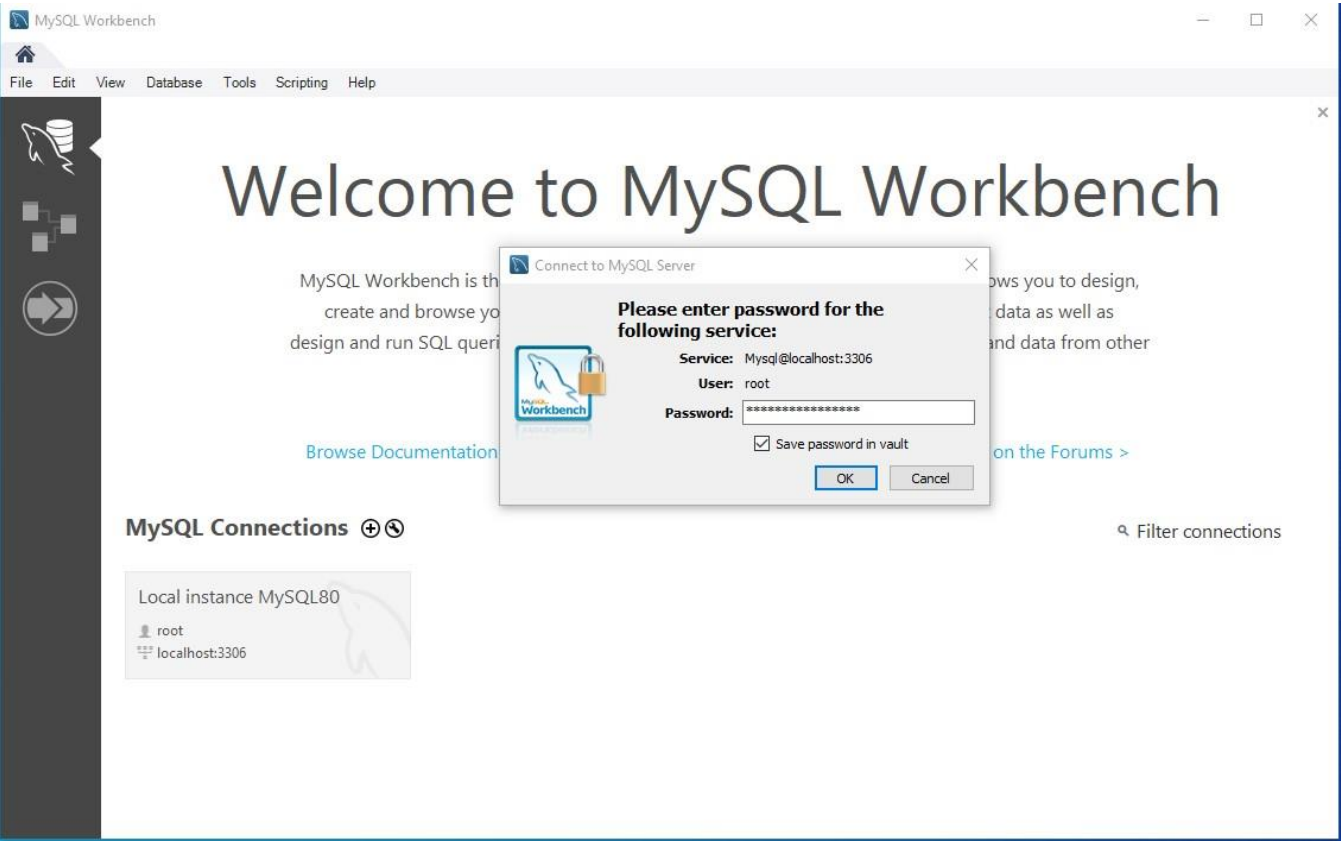 MySQL Workbench
File Edit View Database Tools Scripting Help
Welcome to MySQL Workbench
MySQL Workbench is th
ows you to design,
create and browse yo
data as well as
design and run SQL queri
and data from other
Browse Documentation
on the Forums >
Connect to MySQL Server
Please enter password for the
following service:
Service: Mysql@localhost:3306
User: root
Password: ****************
Save password in vault
OK Cancel
MySQL
Workbench
MySQL Connections
Filter connections
Local instance MySQL80
root
localhost:3306